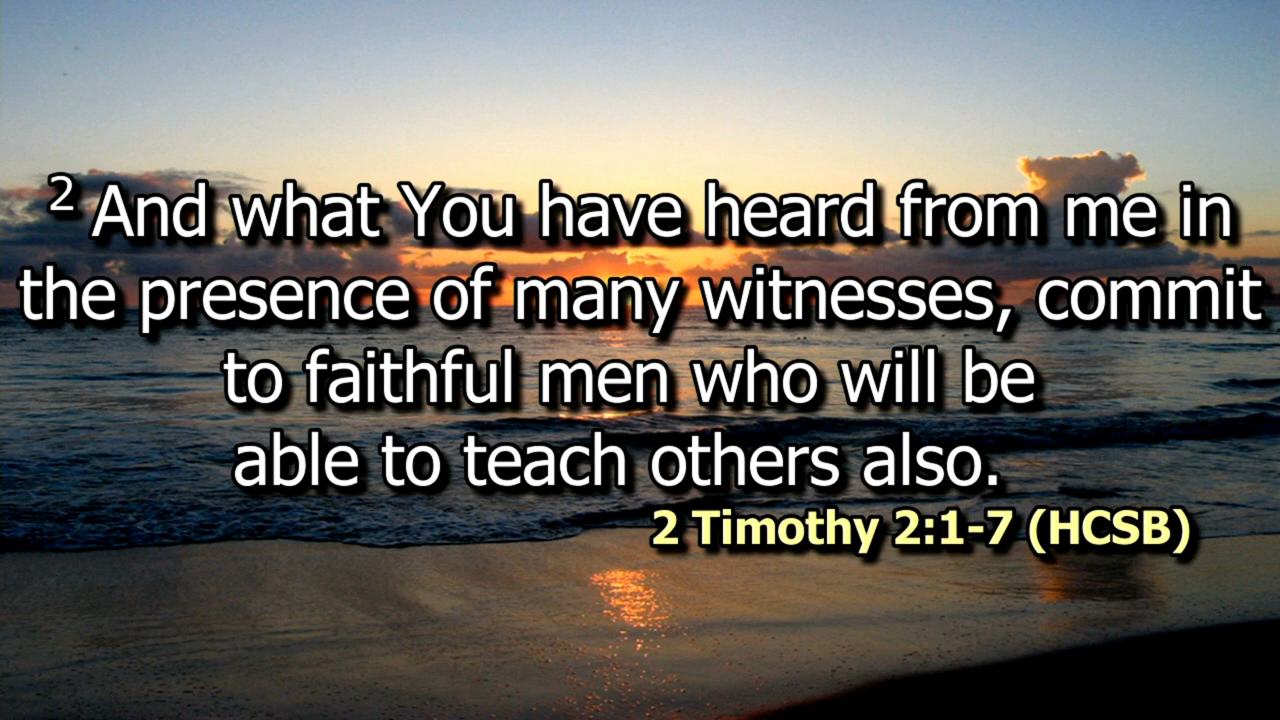 2 And what You have heard from me in
the presence of many witnesses, commit
to faithful men who will be
able to teach others also.
2 Timothy 2:1-7 (HCSB)